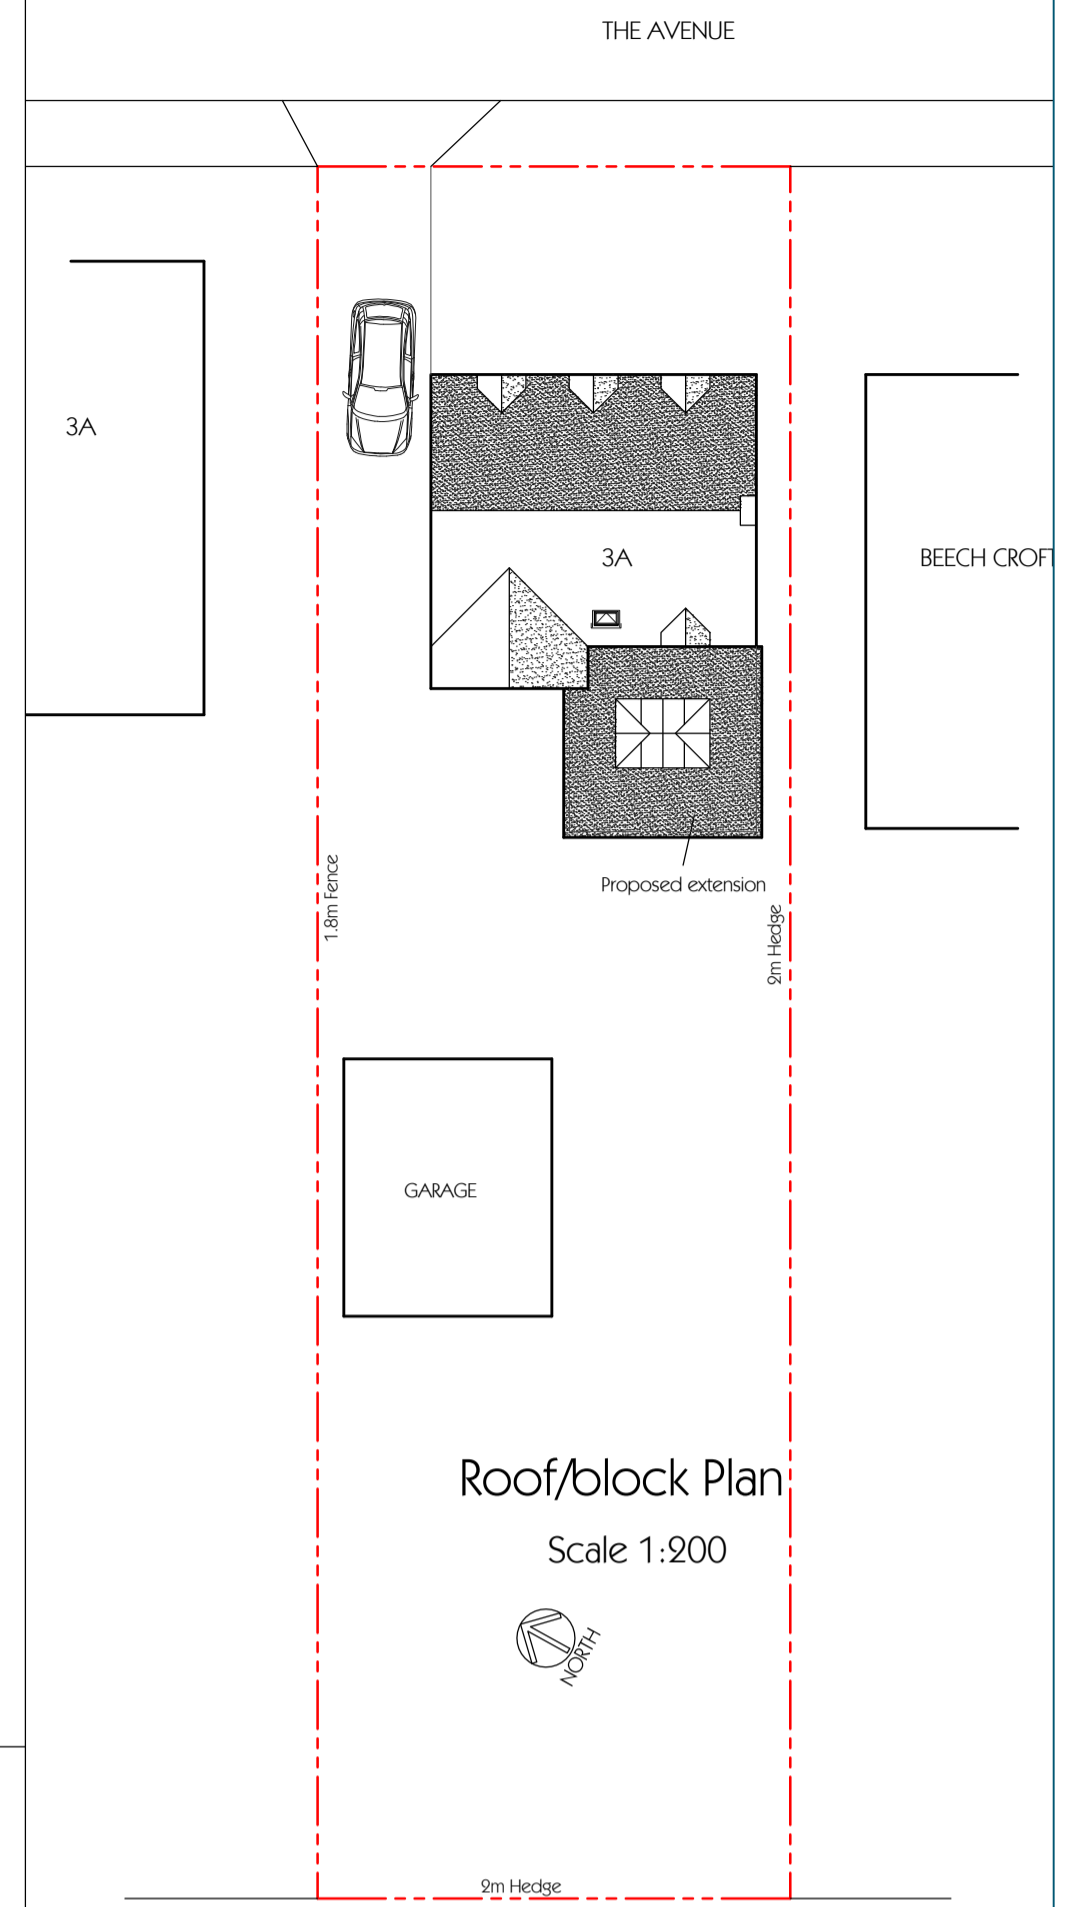 THE AVENUE
3A
3A
BEECH CROFT
Proposed extension
1.8m Fence
2m Hedge
GARAGE
Roof/block Plan
Scale 1:200
NORTH
2m Hedge